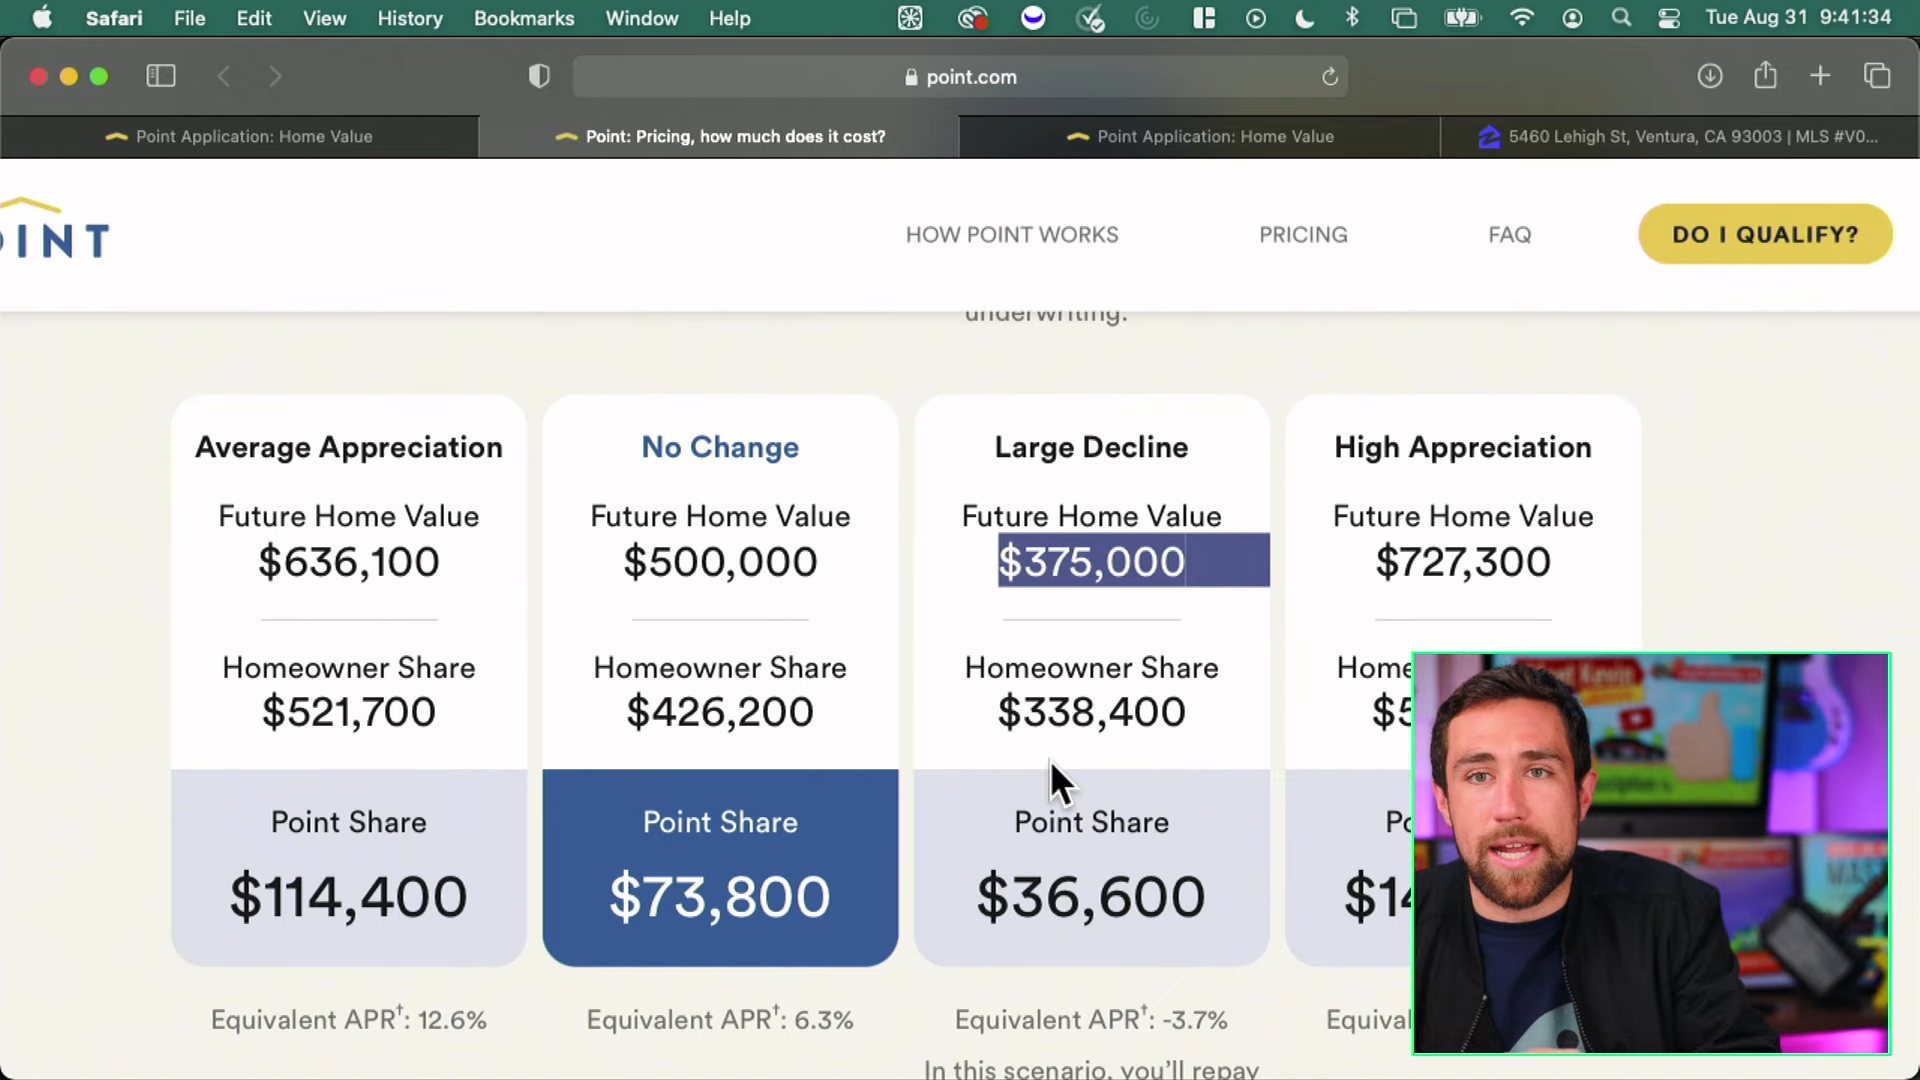 Safari File Edit View History Bookmarks Window Help Tue Aug 31 9:41:34
point.com
Point Application: Home Value
Point: Pricing, how much does it cost?
Point Application: Home Value
5460 Lehigh St, Ventura, CA 93003 | MLS #V0...
OINT
HOW POINT WORKS
PRICING
FAQ
DO I QUALIFY?
underwriting.
Average Appreciation
Future Home Value
$636,100
Homeowner Share
$521,700
Point Share
$114,400
Equivalent APR†: 12.6%
No Change
Future Home Value
$500,000
Homeowner Share
$426,200
Point Share
$73,800
Equivalent APR†: 6.3%
Large Decline
Future Home Value
$375,000
Homeowner Share
$338,400
Point Share
$36,600
Equivalent APR†: -3.7%
In this scenario, you'll repay
High Appreciation
Future Home Value
$727,300
Home
$5
Po
$14
Equival